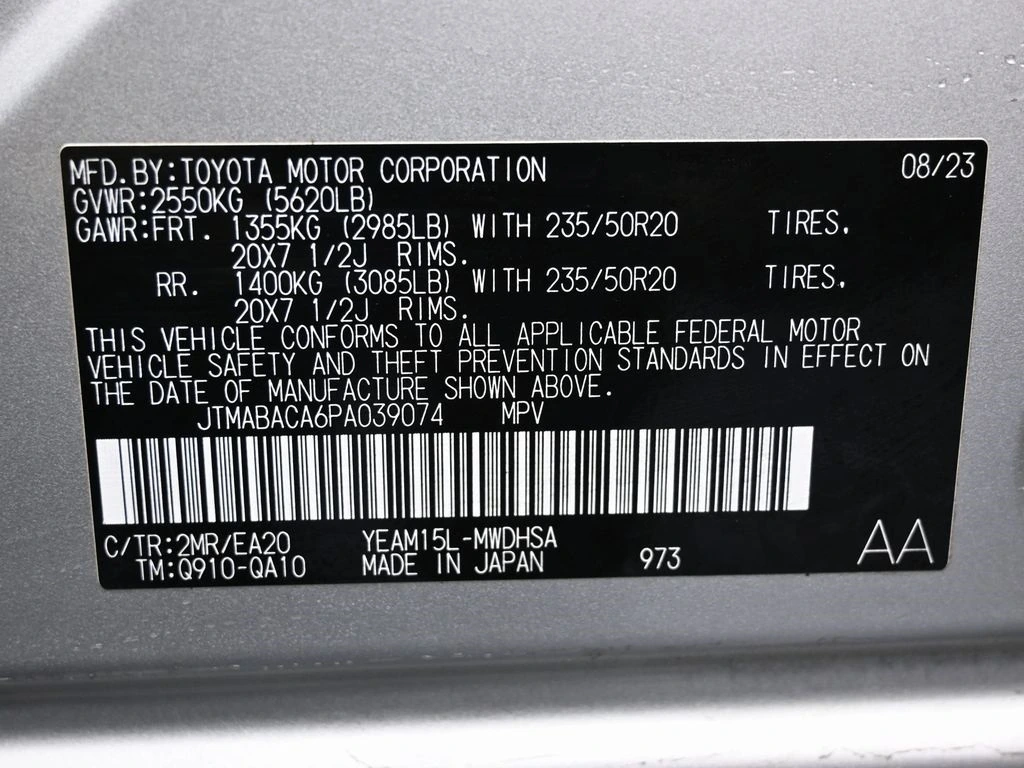 MFD.BY:TOYOTA MOTOR CORPORATION 08/23
GVWR:2550KG (5620LB)
GAWR:FRT. 1355KG (2985LB) WITH 235/50R20 TIRES.
20X7 1/2J RIMS.
RR. 1400KG (3085LB) WITH 235/50R20 TIRES.
20X7 1/2J RIMS.
THIS VEHICLE CONFORMS TO ALL APPLICABLE FEDERAL MOTOR
VEHICLE SAFETY AND THEFT PREVENTION STANDARDS IN EFFECT ON
THE DATE OF MANUFACTURE SHOWN ABOVE.
JTMABACA6PA039074 MPV
C/TR:2MR/EA20 YEAM15L-MWDHSA AA
TM:Q910-QA10 MADE IN JAPAN 973